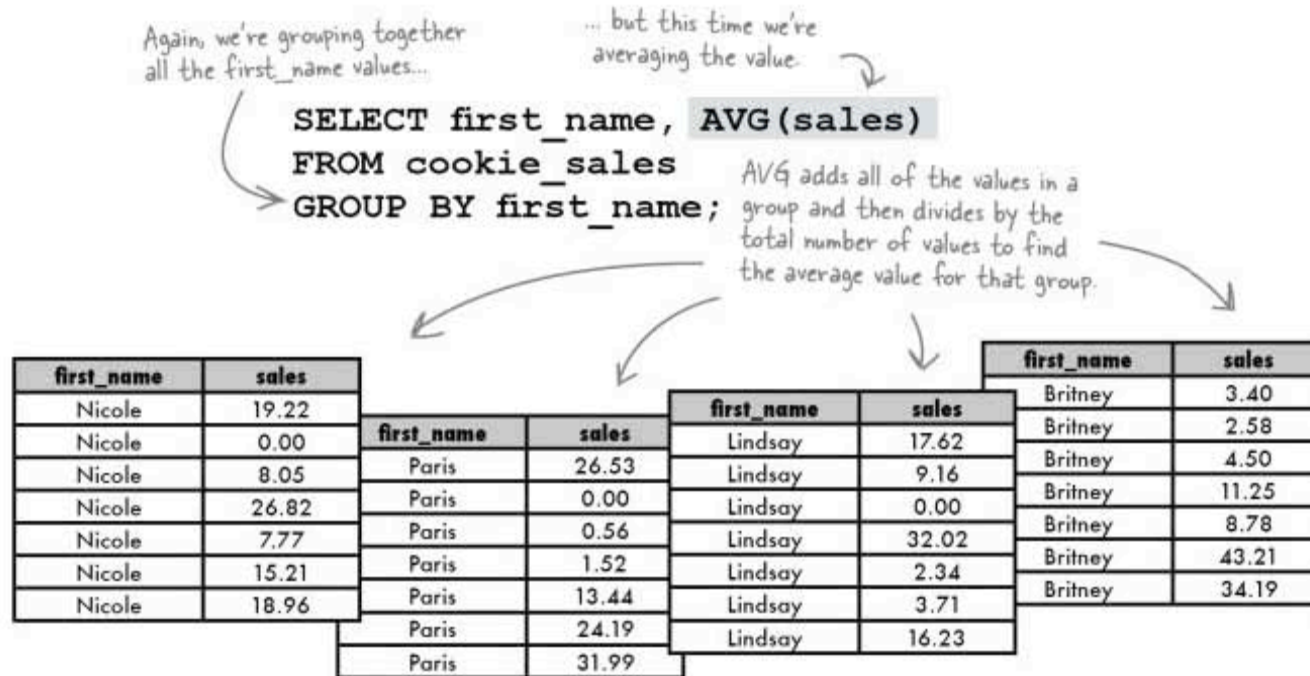 Again, we're grouping together
all the first_name values...
... but this time we're
averaging the value.
SELECT first_name, AVG(sales)
FROM cookie_sales
GROUP BY first_name;
AVG adds all of the values in a
group and then divides by the
total number of values to find
the average value for that group.
first_name sales
Nicole 19.22
Nicole 0.00
Nicole 8.05
Nicole 26.82
Nicole 7.77
Nicole 15.21
Nicole 18.96
first_name sales
Paris 26.53
Paris 0.00
Paris 0.56
Paris 1.52
Paris 13.44
Paris 24.19
Paris 31.99
first_name sales
Lindsay 17.62
Lindsay 9.16
Lindsay 0.00
Lindsay 32.02
Lindsay 2.34
Lindsay 3.71
Lindsay 16.23
first_name sales
Britney 3.40
Britney 2.58
Britney 4.50
Britney 11.25
Britney 8.78
Britney 43.21
Britney 34.19